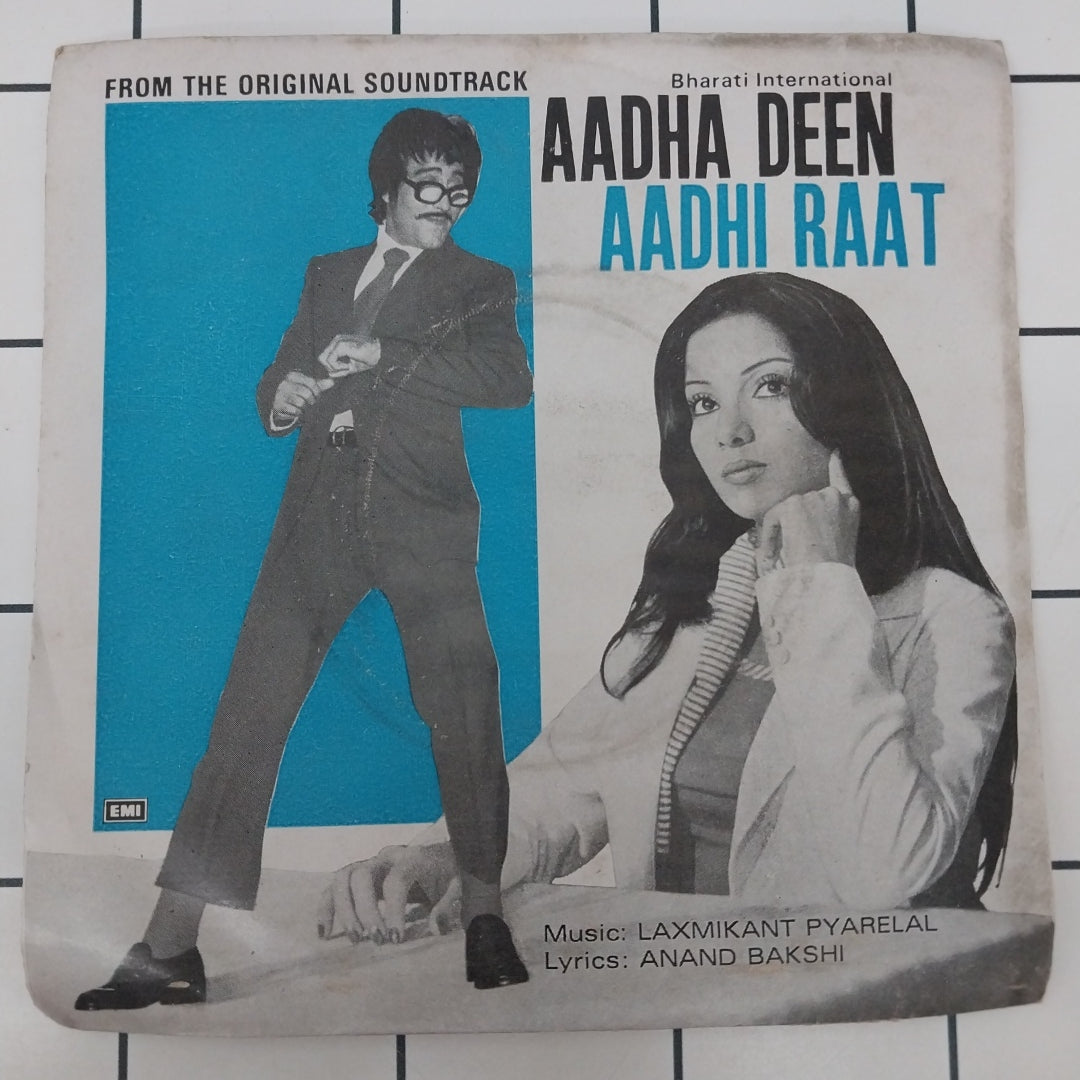 FROM THE ORIGINAL SOUNDTRACK
Bharati International
AADHA DEEN
AADHI RAAT
EMI
Music: LAXMIKANT PYARELAL
Lyrics: ANAND BAKSHI